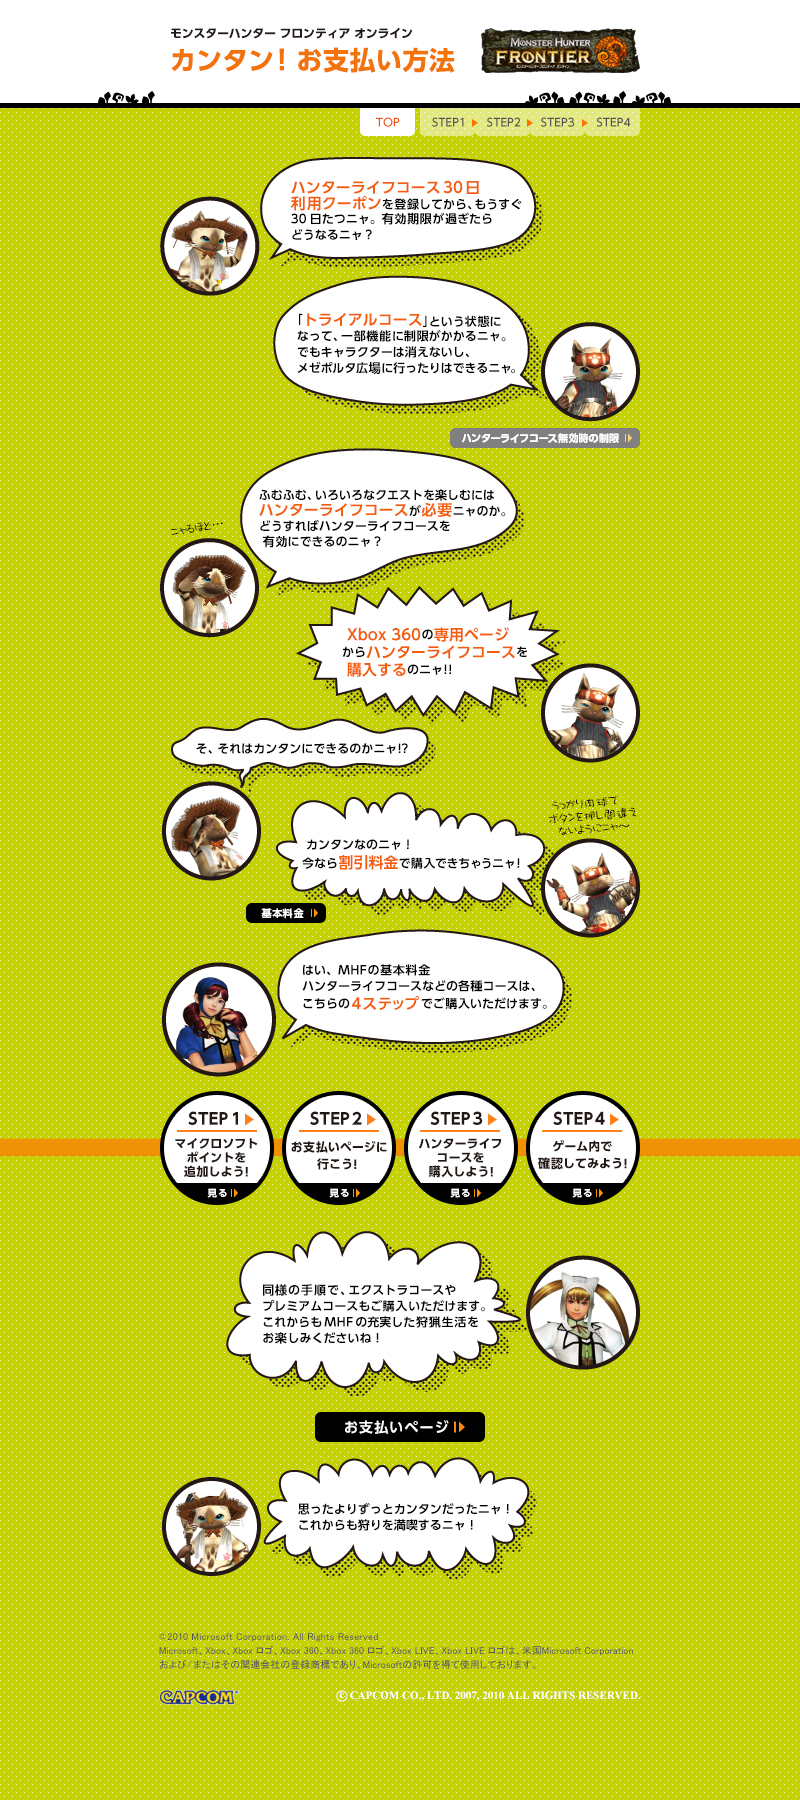 モンスターハンター フロンティア オンライン
カンタン！お支払い方法
MONSTER HUNTER
FRONTIER
モンスターハンター フロンティア オンライン
TOP
STEP1
STEP2
STEP3
STEP4
ハンターライフコース30日
利用クーポンを登録してから、もうすぐ
30日たつニャ。有効期限が過ぎたら
どうなるニャ？
「トライアルコース」という状態に
なって、一部機能に制限がかかるニャ。
でもキャラクターは消えないし、
メゼポルタ広場に行ったりはできるニャ。
ハンターライフコース無効時の制限
ふむふむ、いろいろなクエストを楽しむには
ハンターライフコースが必要ニャのか。
どうすればハンターライフコースを
有効にできるのニャ？
ニャるほど・・・
Xbox 360の専用ページ
からハンターライフコースを
購入するのニャ!!
そ、それはカンタンにできるのかニャ!?
うっかり肉球で
ボタンを押し間違え
ないようにニャ〜
カンタンなのニャ！
今なら割引料金で購入できちゃうニャ!
基本料金
はい、MHFの基本料金
ハンターライフコースなどの各種コースは、
こちらの4ステップでご購入いただけます。
STEP1
マイクロソフト
ポイントを
追加しよう!
見る
STEP2
お支払いページに
行こう!
見る
STEP3
ハンターライフ
コースを
購入しよう!
見る
STEP4
ゲーム内で
確認してみよう!
見る
同様の手順で、エクストラコースや
プレミアムコースもご購入いただけます。
これからもMHFの充実した狩猟生活を
お楽しみくださいね！
お支払いページ
思ったよりずっとカンタンだったニャ！
これからも狩りを満喫するニャ！
©2010 Microsoft Corporation. All Rights Reserved.
Microsoft、Xbox、Xbox ロゴ、Xbox 360、Xbox 360 ロゴ、Xbox LIVE、Xbox LIVE ロゴは、米国Microsoft Corporation
および/またはその関連会社の登録商標であり、Microsoftの許可を得て使用しております。
CAPCOM
©CAPCOM CO., LTD. 2007, 2010 ALL RIGHTS RESERVED.